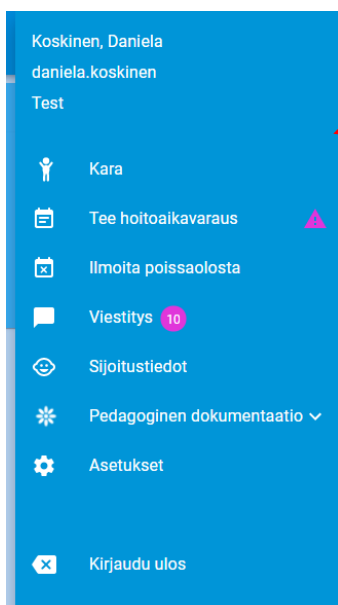 Koskinen, Daniela
daniela.koskinen
Test
Kara
Tee hoitoaikavaraus
Ilmoita poissaolosta
Viestitys 10
Sijoitustiedot
Pedagoginen dokumentaatio
Asetukset
Kirjaudu ulos